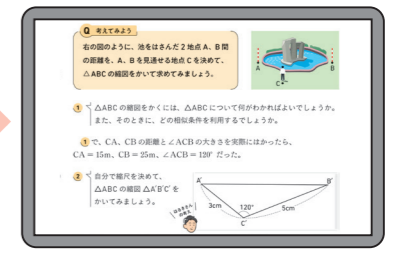 Q 考えてみよう
右の図のように、池をはさんだ2地点A、B間
の距離を、A、Bを見通せる地点Cを決めて、
△ABCの縮図をかいて求めてみましょう。
A
B
C
1 △ABCの縮図をかくには、△ABCについて何がわかればよいでしょうか。
また、そのときに、どの相似条件を利用するでしょうか。
1 で、CA、CBの距離と∠ACBの大きさを実際にはかったら、
CA = 15m、CB = 25m、∠ACB = 120° だった。
2 自分で縮尺を決めて、
△ABCの縮図△A'B'C'を
かいてみましょう。
はるきさん
の考え
A'
B'
3cm
120°
5cm
C'